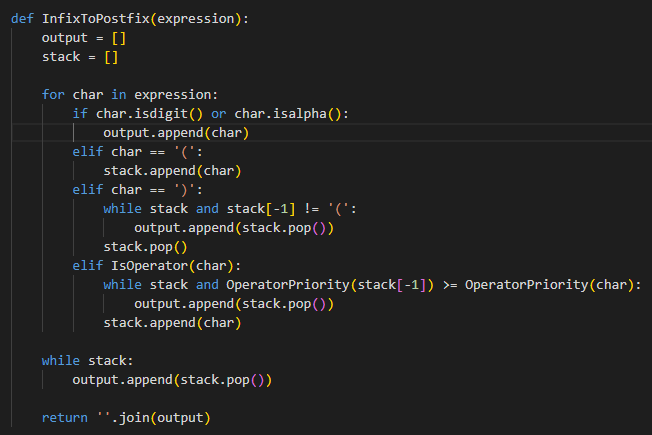 def InfixToPostfix(expression):
    output = []
    stack = []

    for char in expression:
        if char.isdigit() or char.isalpha():
            output.append(char)
        elif char == '(':
            stack.append(char)
        elif char == ')':
            while stack and stack[-1] != '(':
                output.append(stack.pop())
            stack.pop()
        elif IsOperator(char):
            while stack and OperatorPriority(stack[-1]) >= OperatorPriority(char):
                output.append(stack.pop())
            stack.append(char)

    while stack:
        output.append(stack.pop())

    return ''.join(output)